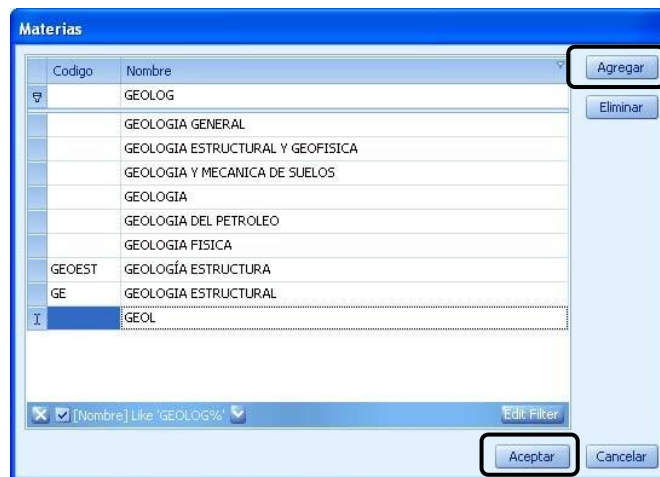 Materias
Codigo Nombre
Agregar
GEOLOG
Eliminar
GEOLOGIA GENERAL
GEOLOGIA ESTRUCTURAL Y GEOFISICA
GEOLOGIA Y MECANICA DE SUELOS
GEOLOGIA
GEOLOGIA DEL PETROLEO
GEOLOGIA FISICA
GEOEST GEOLOGÍA ESTRUCTURA
GE GEOLOGIA ESTRUCTURAL
GEOL
[Nombre] Like 'GEOLOG%' Edit Filter
Aceptar Cancelar